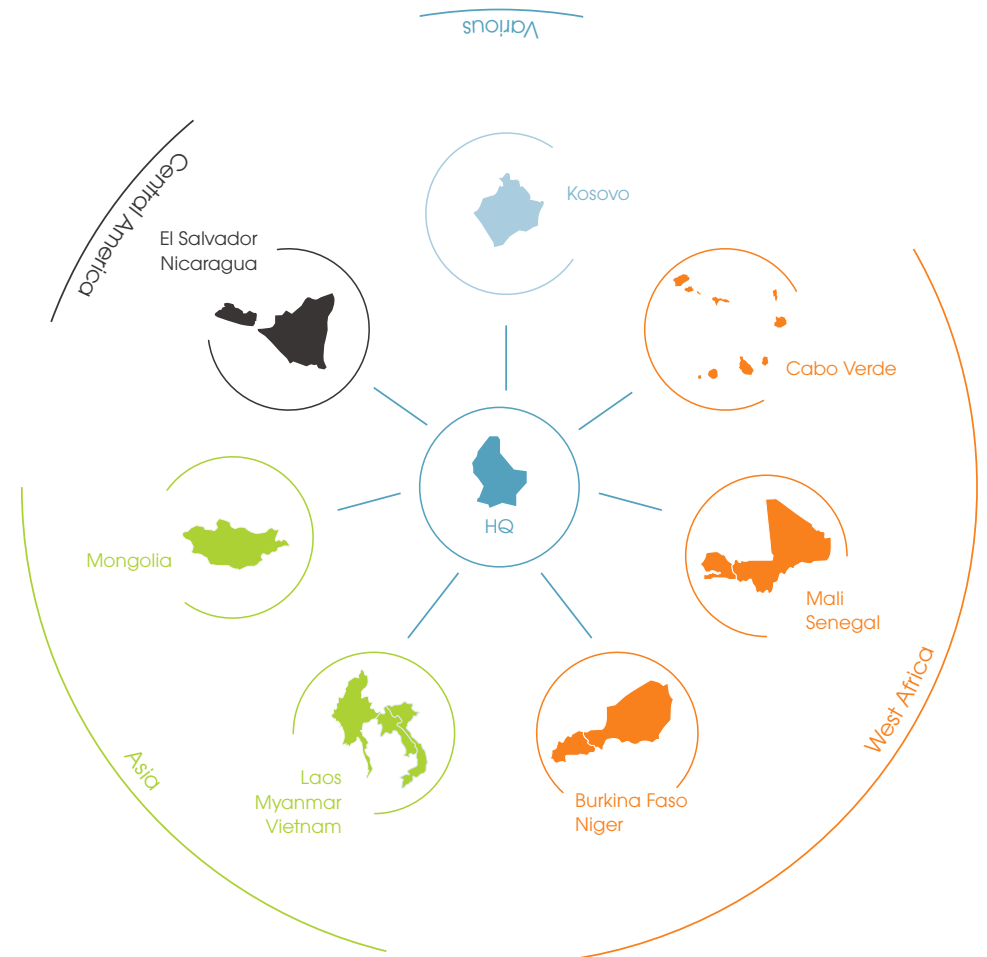 Various
Kosovo
Central America
El Salvador
Nicaragua
Cabo Verde
HQ
Mongolia
Mali
Senegal
West Africa
Asia
Laos
Myanmar
Vietnam
Burkina Faso
Niger